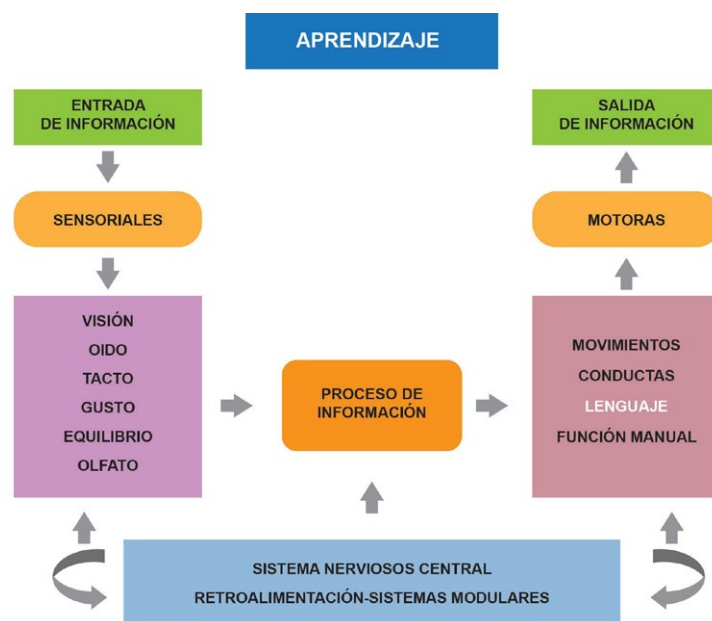 APRENDIZAJE
ENTRADA
DE INFORMACIÓN
SALIDA
DE INFORMACIÓN
SENSORIALES
MOTORAS
VISIÓN
OIDO
TACTO
GUSTO
EQUILIBRIO
OLFATO
PROCESO DE
INFORMACIÓN
MOVIMIENTOS
CONDUCTAS
LENGUAJE
FUNCIÓN MANUAL
SISTEMA NERVIOSOS CENTRAL
RETROALIMENTACIÓN-SISTEMAS MODULARES